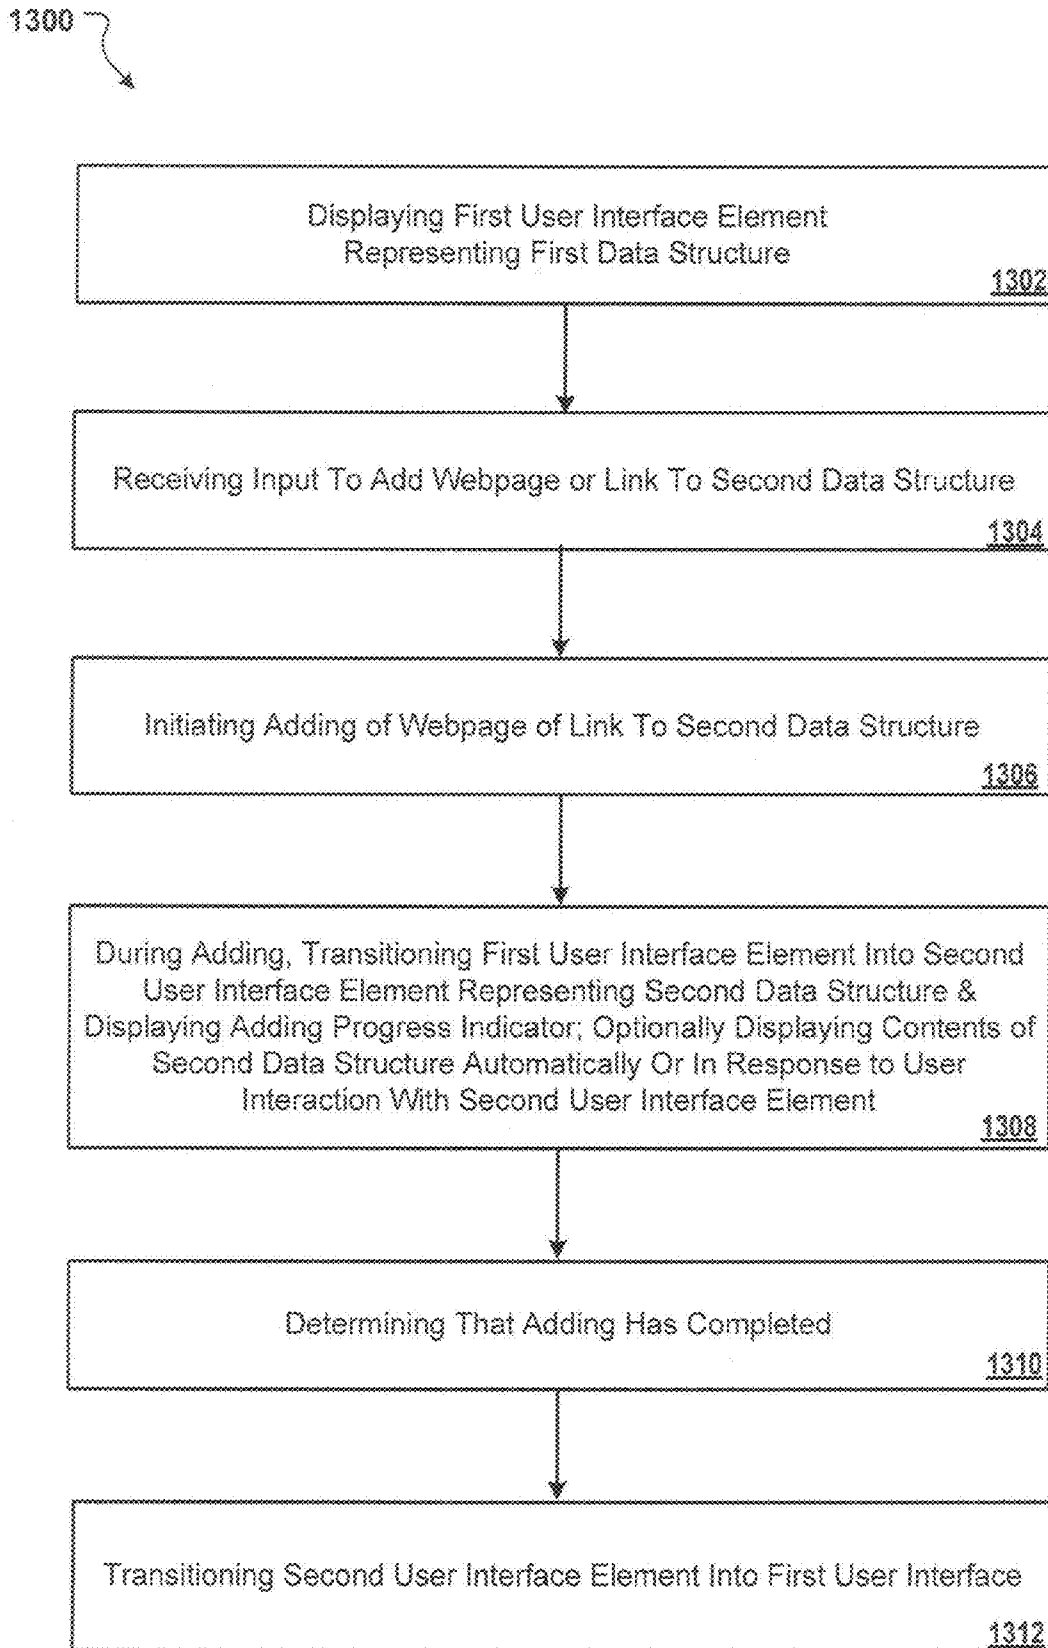 1300
Displaying First User Interface Element
Representing First Data Structure
1302
Receiving Input To Add Webpage or Link To Second Data Structure
1304
Initiating Adding of Webpage of Link To Second Data Structure
1306
During Adding, Transitioning First User Interface Element Into Second
User Interface Element Representing Second Data Structure &
Displaying Adding Progress Indicator; Optionally Displaying Contents of
Second Data Structure Automatically Or In Response to User
Interaction With Second User Interface Element
1308
Determining That Adding Has Completed
1310
Transitioning Second User Interface Element Into First User Interface
1312